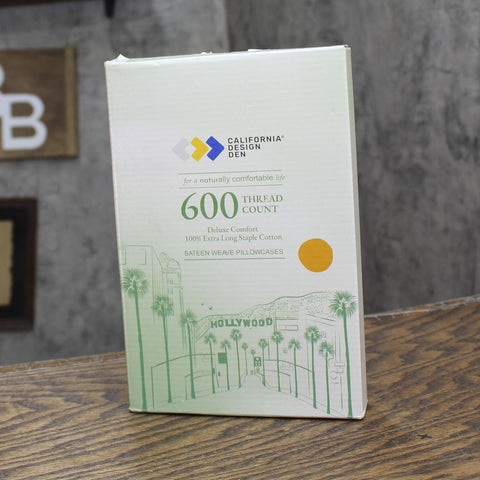 B
CALIFORNIA®
DESIGN
DEN
for a naturally comfortable life
600 THREAD
COUNT
Deluxe Comfort
100% Extra Long Staple Cotton
SATEEN WEAVE PILLOWCASES
HOLLYWOOD